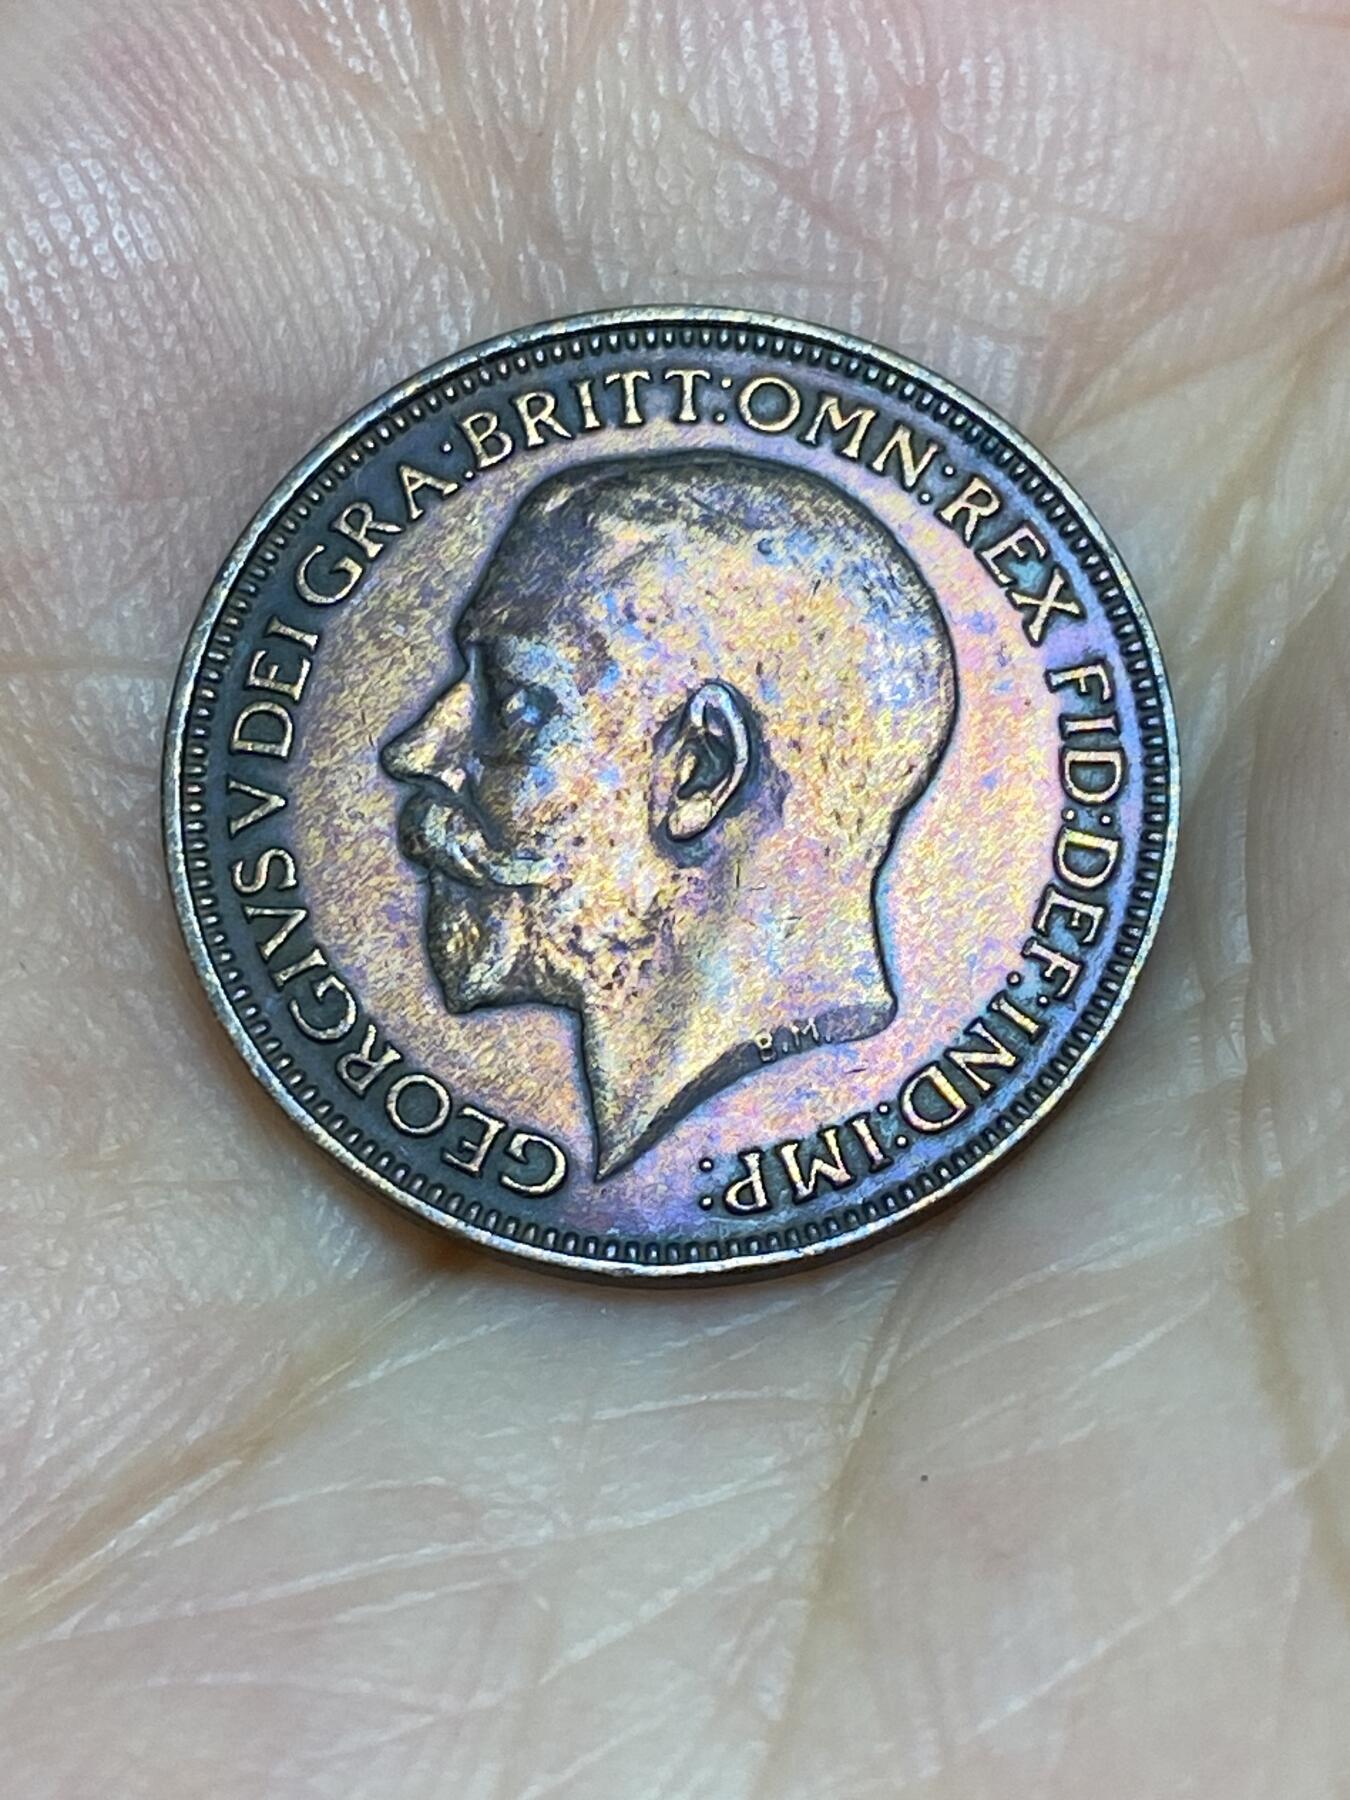 GEORGIVS V DEI GRA: BRITT: OMN: REX FID: DEF: IND: IMP:
B.M.